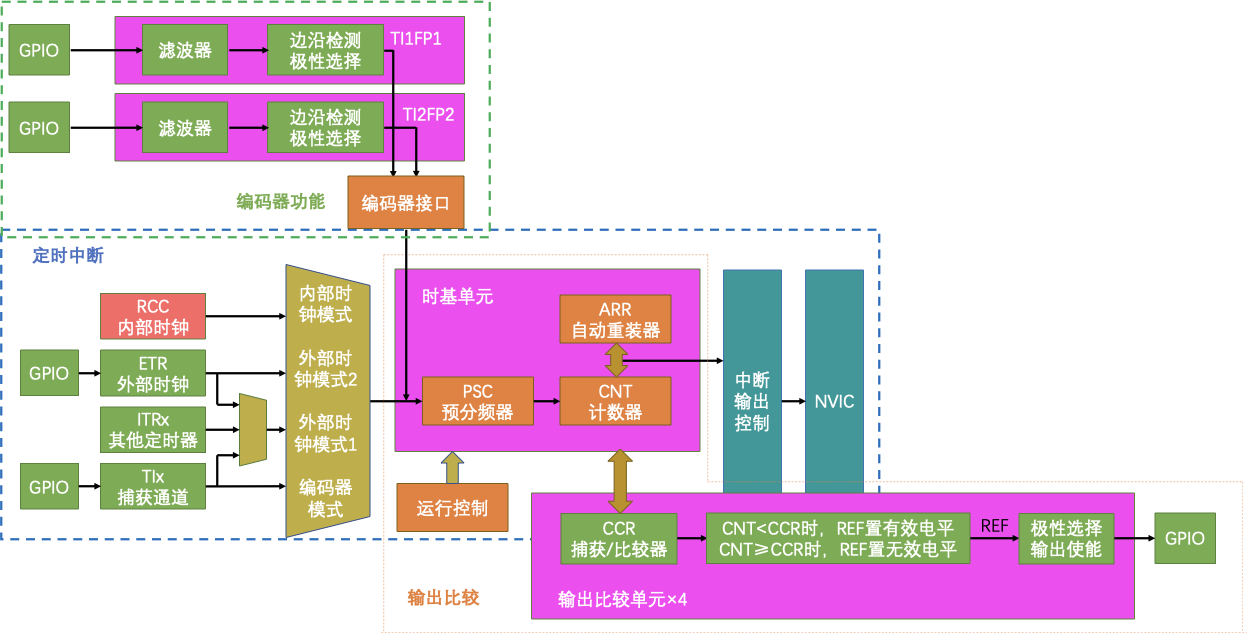 GPIO
滤波器
边沿检测
极性选择
TI1FP1
GPIO
滤波器
边沿检测
极性选择
TI2FP2
编码器功能
编码器接口
定时中断
RCC
内部时钟
GPIO
ETR
外部时钟
ITRx
其他定时器
GPIO
TIx
捕获通道
内部时
钟模式
外部时
钟模式2
外部时
钟模式1
编码器
模式
时基单元
ARR
自动重装器
PSC
预分频器
CNT
计数器
运行控制
中断
输出
控制
NVIC
CCR
捕获/比较器
CNT<CCR时，REF置有效电平
CNT≥CCR时，REF置无效电平
REF
极性选择
输出使能
GPIO
输出比较
输出比较单元×4